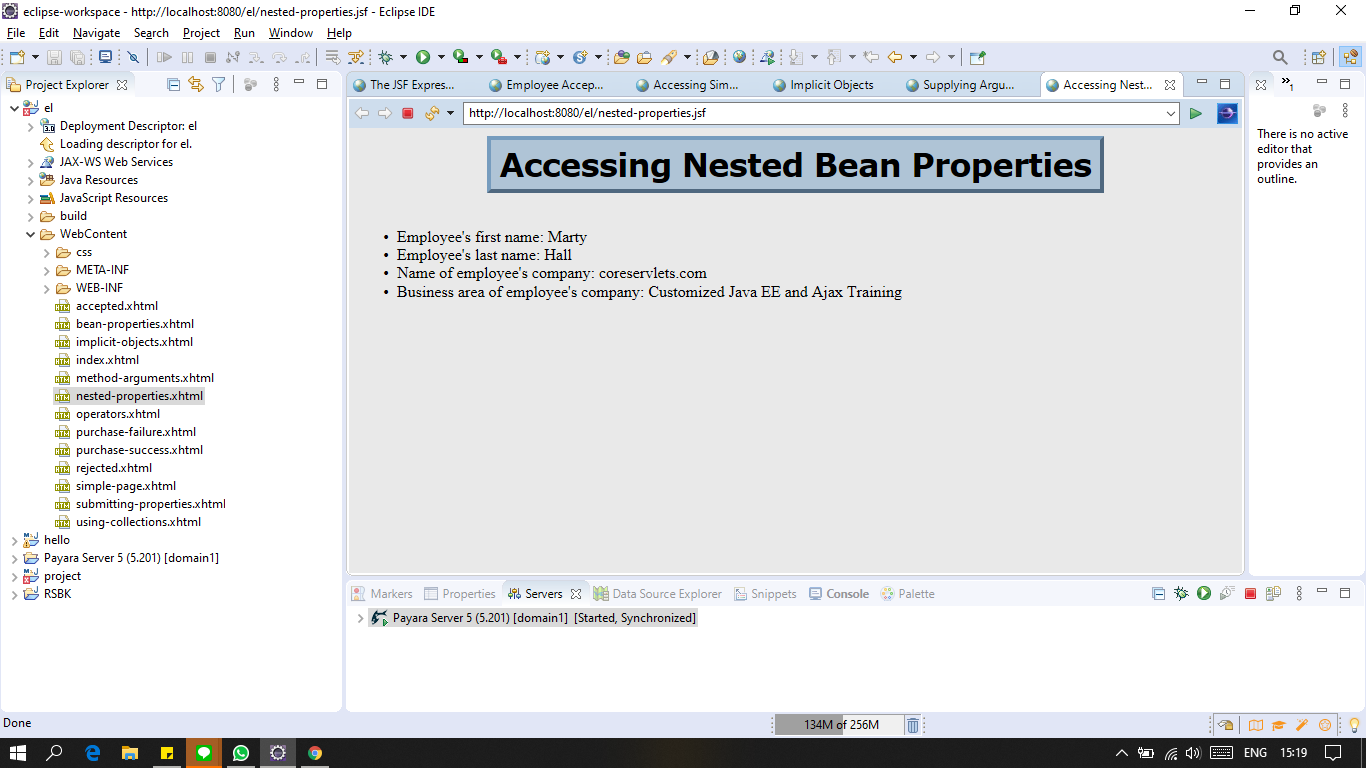 eclipse-workspace - http://localhost:8080/el/nested-properties.jsf - Eclipse IDE
File Edit Navigate Search Project Run Window Help
Project Explorer
el
Deployment Descriptor: el
Loading descriptor for el.
JAX-WS Web Services
Java Resources
JavaScript Resources
build
WebContent
css
META-INF
WEB-INF
accepted.xhtml
bean-properties.xhtml
implicit-objects.xhtml
index.xhtml
method-arguments.xhtml
nested-properties.xhtml
operators.xhtml
purchase-failure.xhtml
purchase-success.xhtml
rejected.xhtml
simple-page.xhtml
submitting-properties.xhtml
using-collections.xhtml
hello
Payara Server 5 (5.201) [domain1]
project
RSBK
The JSF Expres... Employee Accep... Accessing Sim... Implicit Objects Supplying Argu... Accessing Nest...
http://localhost:8080/el/nested-properties.jsf
Accessing Nested Bean Properties
• Employee's first name: Marty
• Employee's last name: Hall
• Name of employee's company: coreservlets.com
• Business area of employee's company: Customized Java EE and Ajax Training
»1
There is no active
editor that
provides an
outline.
Markers Properties Servers Data Source Explorer Snippets Console Palette
Payara Server 5 (5.201) [domain1] [Started, Synchronized]
Done
134M of 256M
ENG 15:19